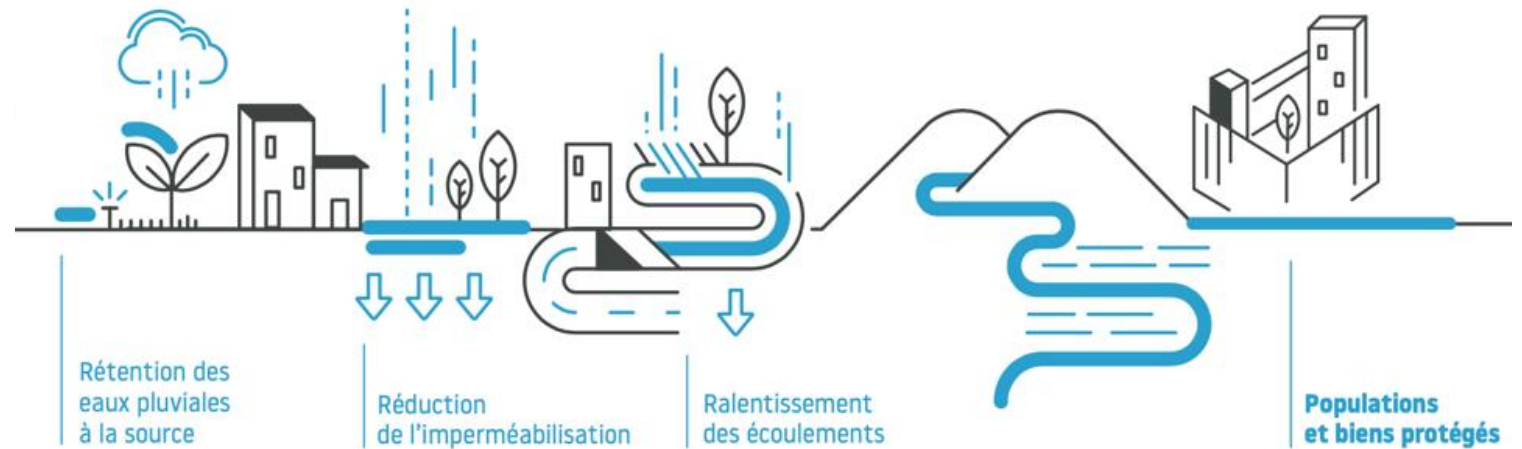 Rétention des
eaux pluviales
à la source
Réduction
de l'imperméabilisation
Ralentissement
des écoulements
Populations
et biens protégés